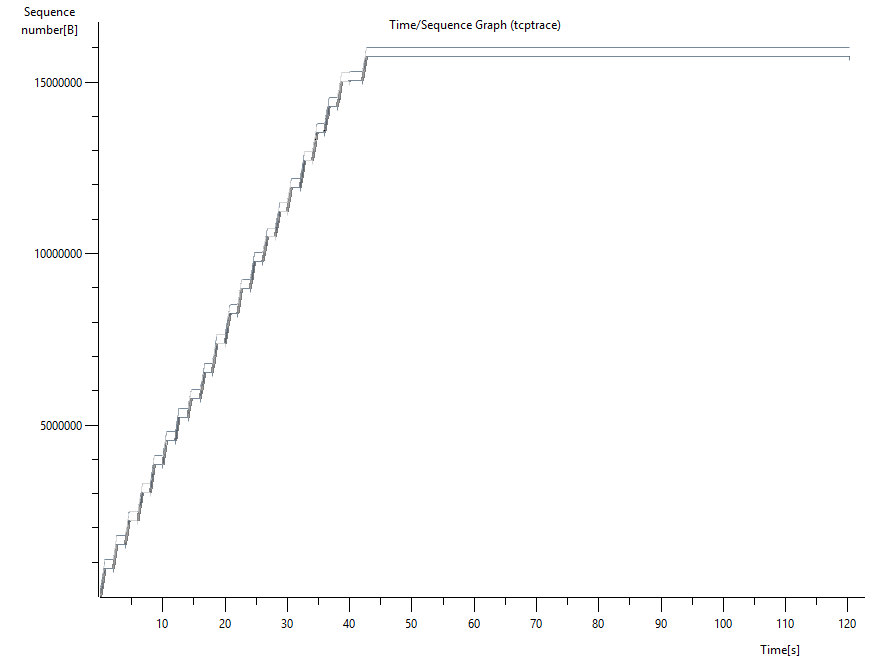 Sequence
number[B]
Time/Sequence Graph (tcptrace)
15000000
10000000
5000000
10 20 30 40 50 60 70 80 90 100 110 120
Time[s]